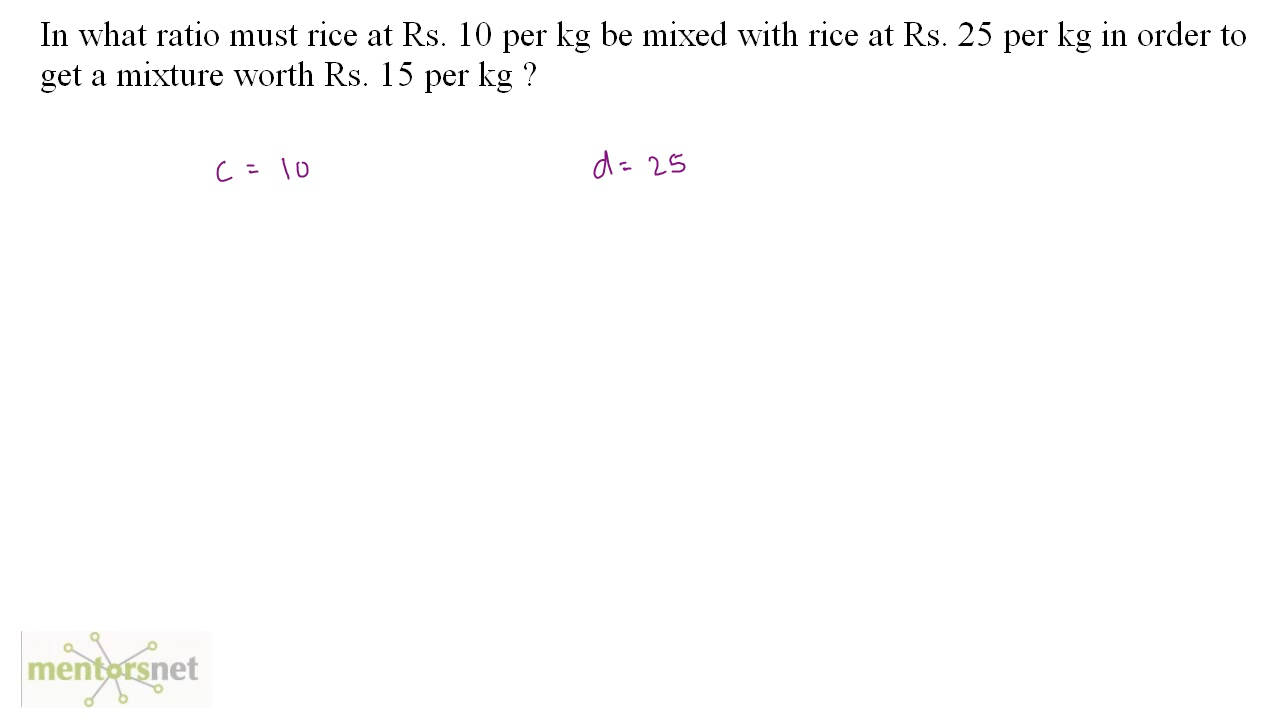 In what ratio must rice at Rs. 10 per kg be mixed with rice at Rs. 25 per kg in order to
get a mixture worth Rs. 15 per kg ?
c = 10 d = 25
mentorsnet